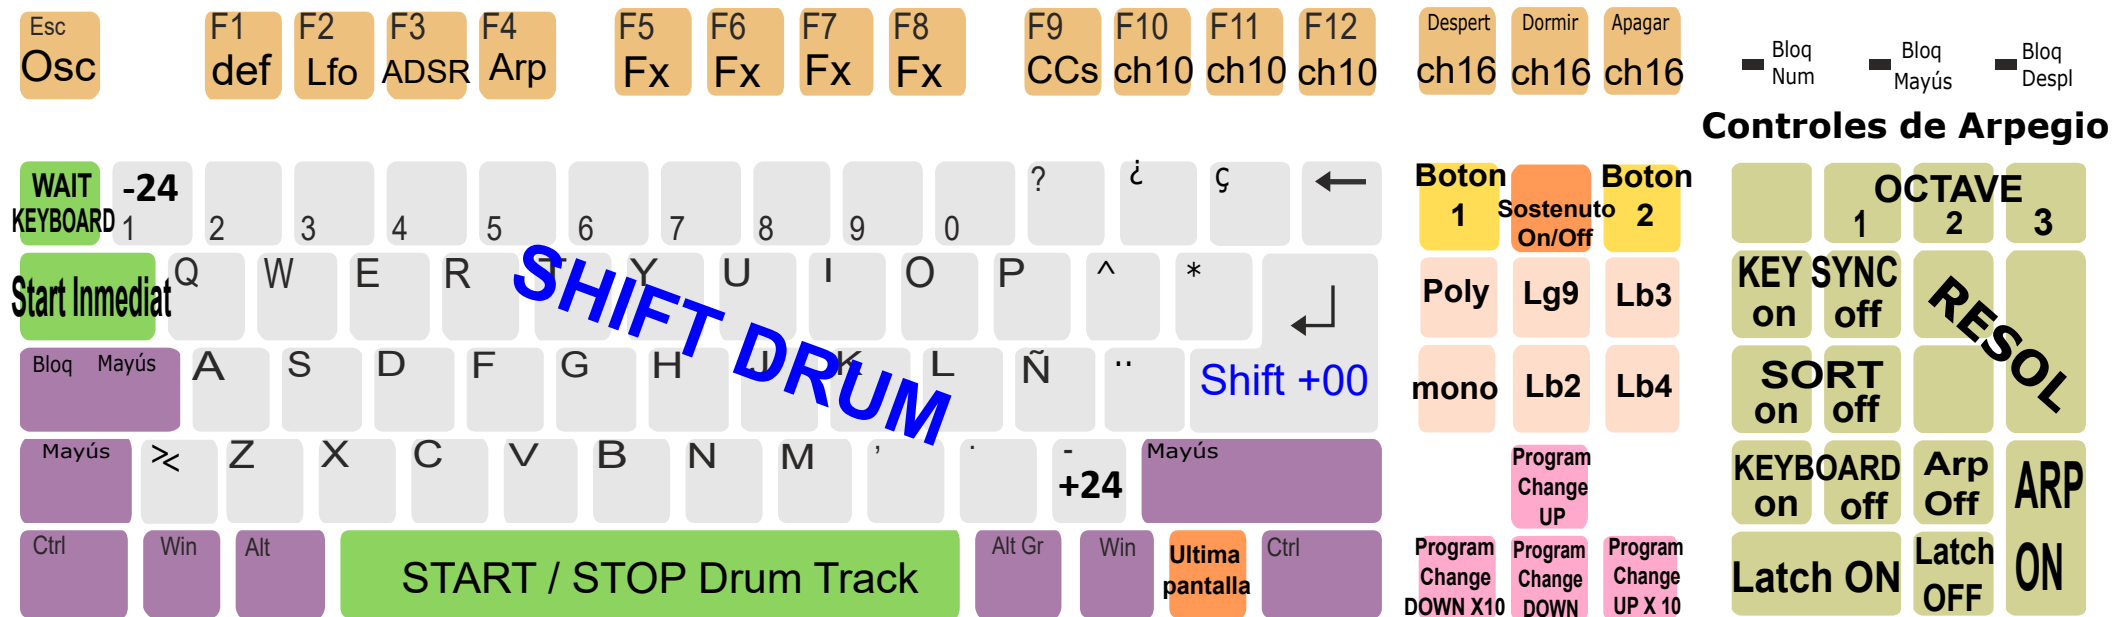 Esc F1 F2 F3 F4 F5 F6 F7 F8 F9 F10 F11 F12 Despert Dormir Apagar
Osc def Lfo ADSR Arp Fx Fx Fx Fx CCs ch10 ch10 ch10 ch16 ch16 ch16
Bloq Num
Bloq Mayús
Bloq Despl
Controles de Arpegio
WAIT KEYBOARD
-24
1 2 3 4 5 6 7 8 9 0 ? ¿ ç ←
Boton 1
Sostenuto On/Off
Boton 2
OCTAVE
1 2 3
Start Inmediat
Q W E R T Y U I O P ^ *
↵
Poly Lg9 Lb3
KEY SYNC
on off
RESOL
SHIFT DRUM
Bloq Mayús
A S D F G H J K L Ñ ¨
Shift +00
mono Lb2 Lb4
SORT
on off
Mayús
>< Z X C V B N M , . -
+24
Mayús
Program Change UP
KEYBOARD
on off
Arp Off
ARP ON
Ctrl Win Alt
START / STOP Drum Track
Alt Gr Win
Ultima pantalla
Ctrl
Program Change DOWN X10
Program Change DOWN
Program Change UP X 10
Latch ON
Latch OFF